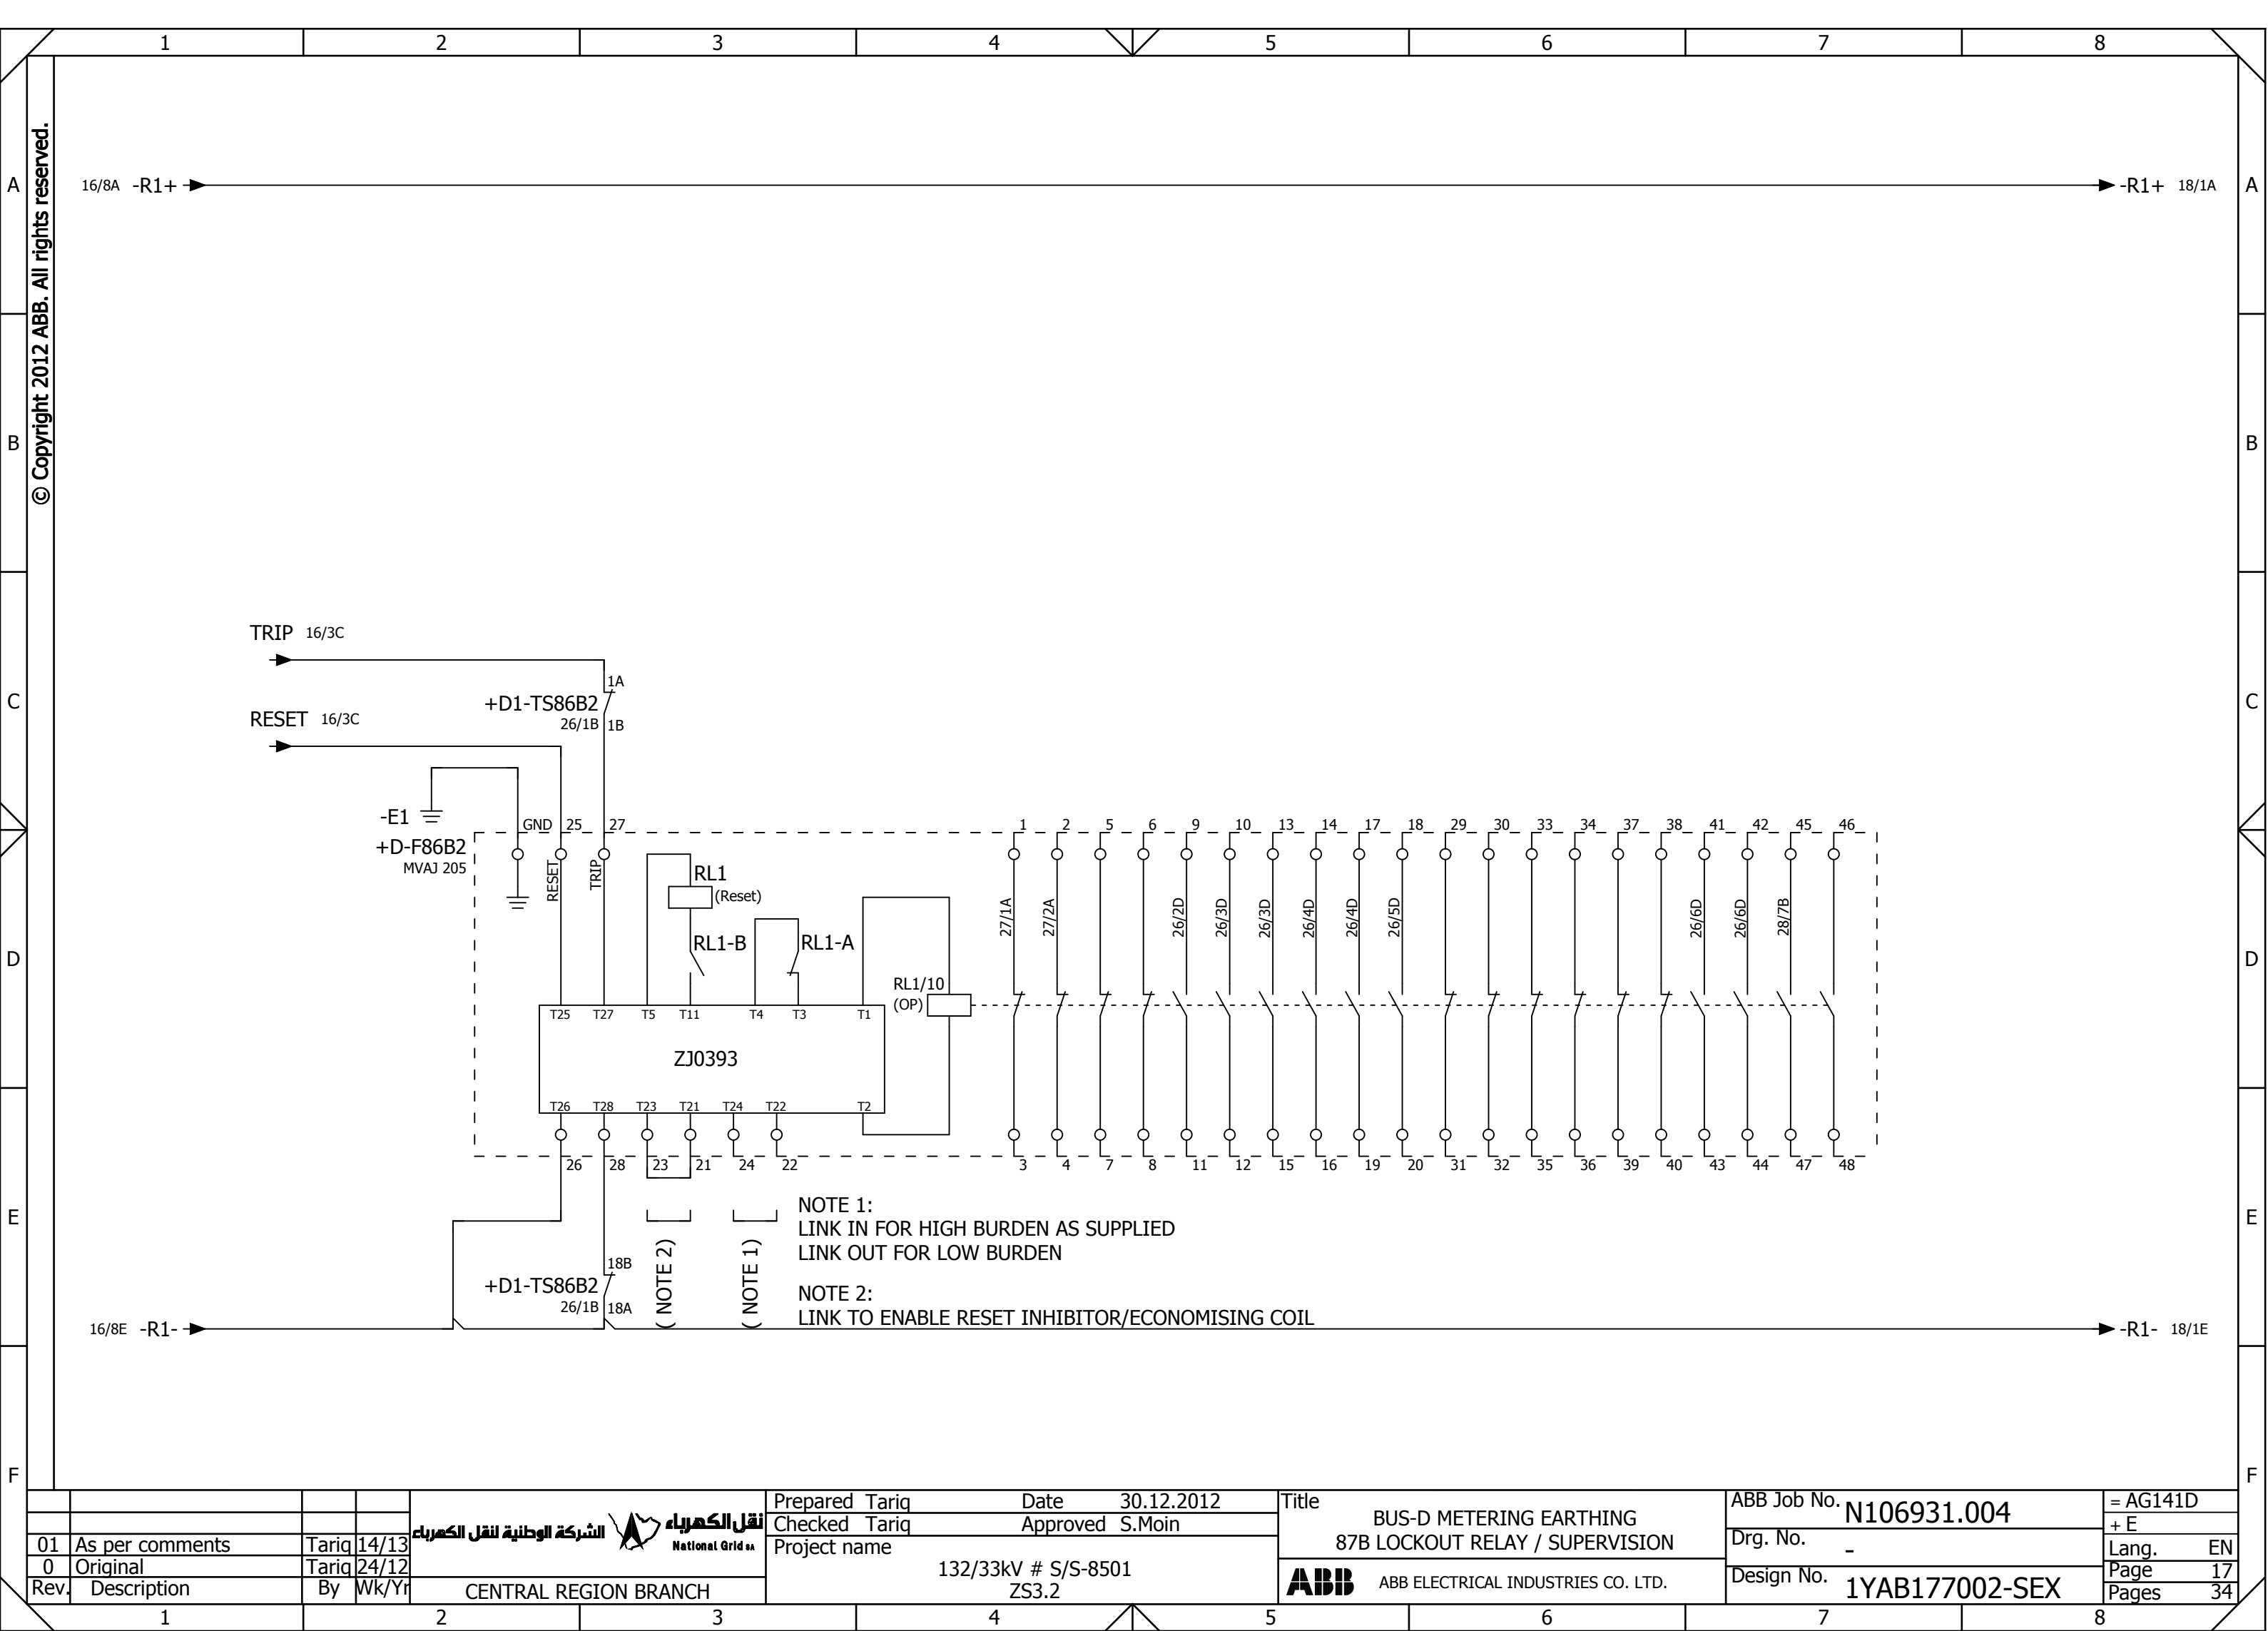 1 2 3 4 5 6 7 8
© Copyright 2012 ABB. All rights reserved.
A A
16/8A -R1+ -R1+ 18/1A
B B
C C
TRIP 16/3C
1A
+D1-TS86B2
26/1B 1B
RESET 16/3C
-E1
GND 25 27 1 2 5 6 9 10 13 14 17 18 29 30 33 34 37 38 41 42 45 46
+D-F86B2
MVAJ 205
RESET TRIP
RL1
(Reset)
27/1A 27/2A 26/2D 26/3D 26/3D 26/4D 26/4D 26/5D 26/6D 26/6D 28/7B
RL1-B RL1-A
D D
RL1/10
(OP)
T25 T27 T5 T11 T4 T3 T1
ZJ0393
T26 T28 T23 T21 T24 T22 T2
26 28 23 21 24 22 3 4 7 8 11 12 15 16 19 20 31 32 35 36 39 40 43 44 47 48
E E
NOTE 1:
LINK IN FOR HIGH BURDEN AS SUPPLIED
LINK OUT FOR LOW BURDEN
( NOTE 2) ( NOTE 1)
18B
+D1-TS86B2
26/1B 18A
NOTE 2:
LINK TO ENABLE RESET INHIBITOR/ECONOMISING COIL
16/8E -R1- -R1- 18/1E
F F
01 As per comments Tariq 14/13
0 Original Tariq 24/12
Rev. Description By Wk/Yr
الشركة الوطنية لنقل الكهرباء
نقل الكهرباء
National Grid SA
CENTRAL REGION BRANCH
Prepared Tariq Date 30.12.2012
Checked Tariq Approved S.Moin
Project name
132/33kV # S/S-8501
ZS3.2
Title
BUS-D METERING EARTHING
87B LOCKOUT RELAY / SUPERVISION
ABB ABB ELECTRICAL INDUSTRIES CO. LTD.
ABB Job No. N106931.004
Drg. No. -
Design No. 1YAB177002-SEX
= AG141D
+ E
Lang. EN
Page 17
Pages 34
1 2 3 4 5 6 7 8